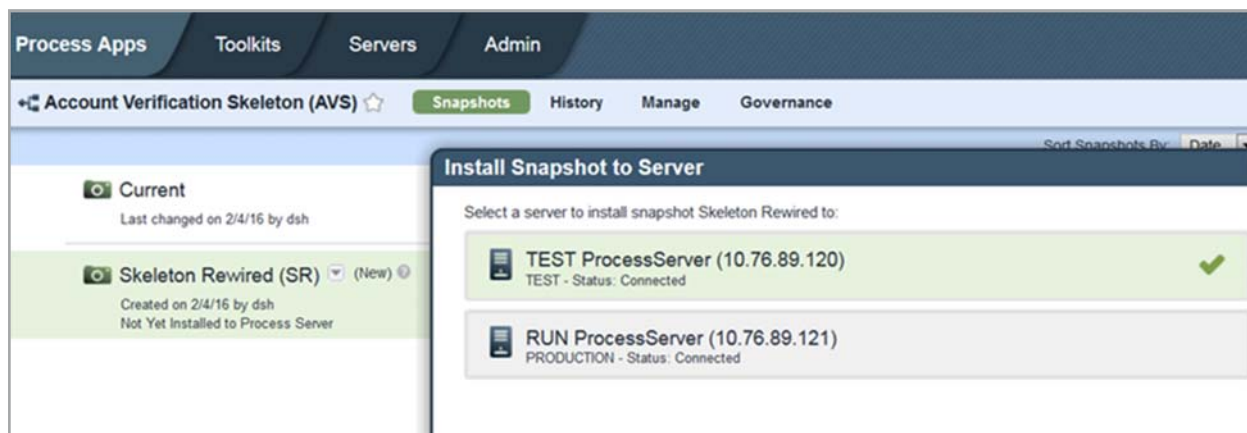 Process Apps Toolkits Servers Admin
Account Verification Skeleton (AVS) Snapshots History Manage Governance
Sort Snapshots By: Date
Install Snapshot to Server
Current
Last changed on 2/4/16 by dsh
Select a server to install snapshot Skeleton Rewired to:
Skeleton Rewired (SR) (New)
Created on 2/4/16 by dsh
Not Yet Installed to Process Server
TEST ProcessServer (10.76.89.120)
TEST - Status: Connected
RUN ProcessServer (10.76.89.121)
PRODUCTION - Status: Connected